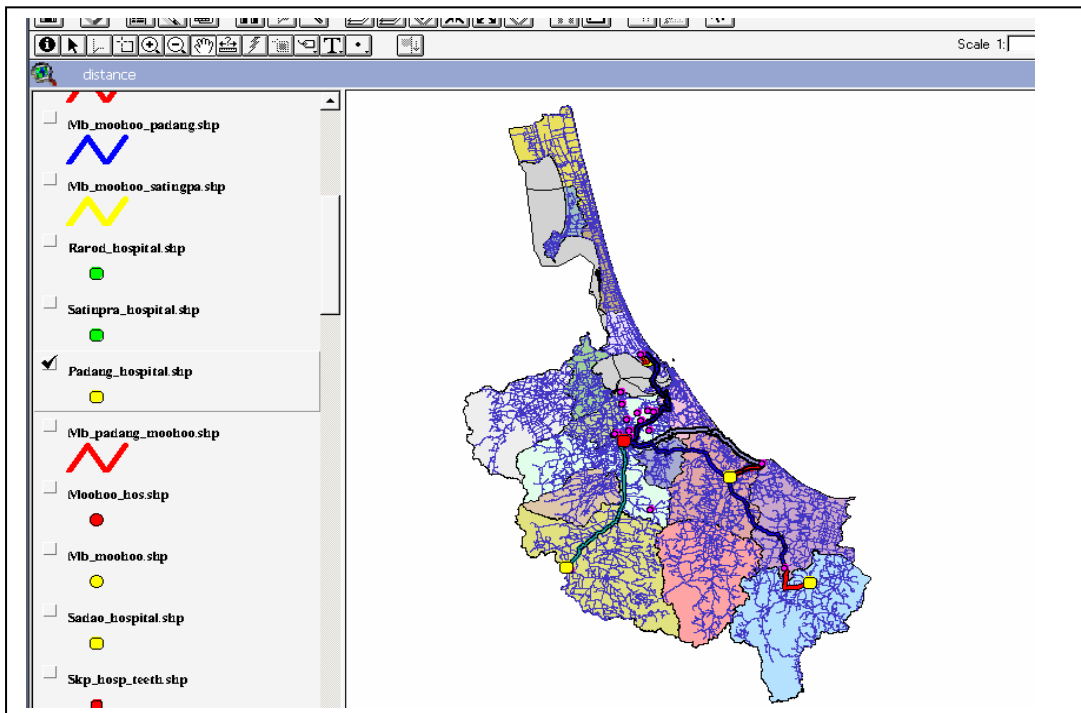 Scale 1:
distance
Mb_moohoo_padang.shp
Mb_moohoo_satingpa.shp
Rarod_hospital.shp
Satinpra_hospital.shp
Padang_hospital.shp
Mb_padang_moohoo.shp
Moohoo_hos.shp
Mb_moohoo.shp
Sadao_hospital.shp
Skp_hosp_teeth.shp